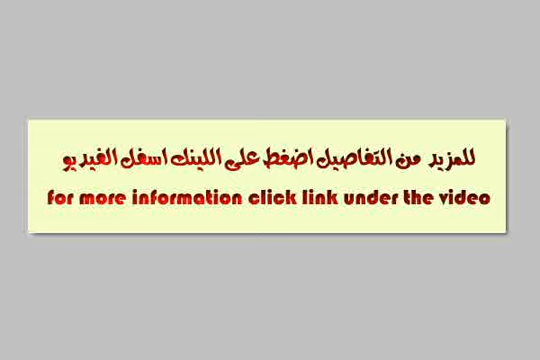 للمزيد من التفاصيل اضغط على اللينك اسفل الفيديو
for more information click link under the video